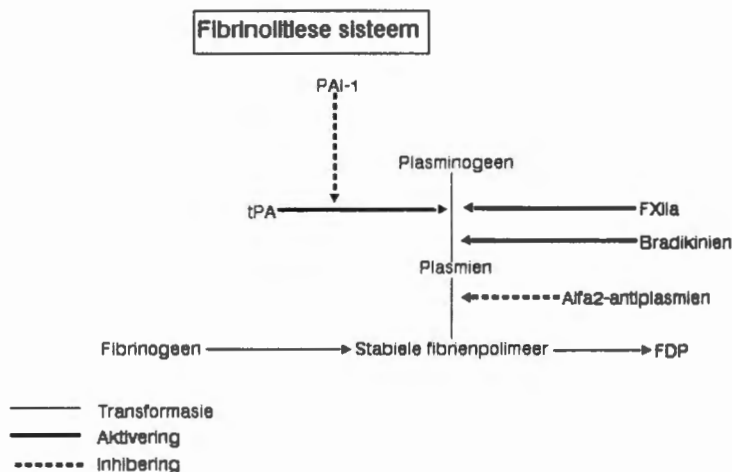 Fibrinolitiese sisteem
PAI-1
Plasminogeen
tPA
FXIIa
Bradikinien
Plasmien
Alfa2-antiplasmien
Fibrinogeen
Stabiele fibrienpolimeer
FDP
Transformasie
Aktivering
Inhibering